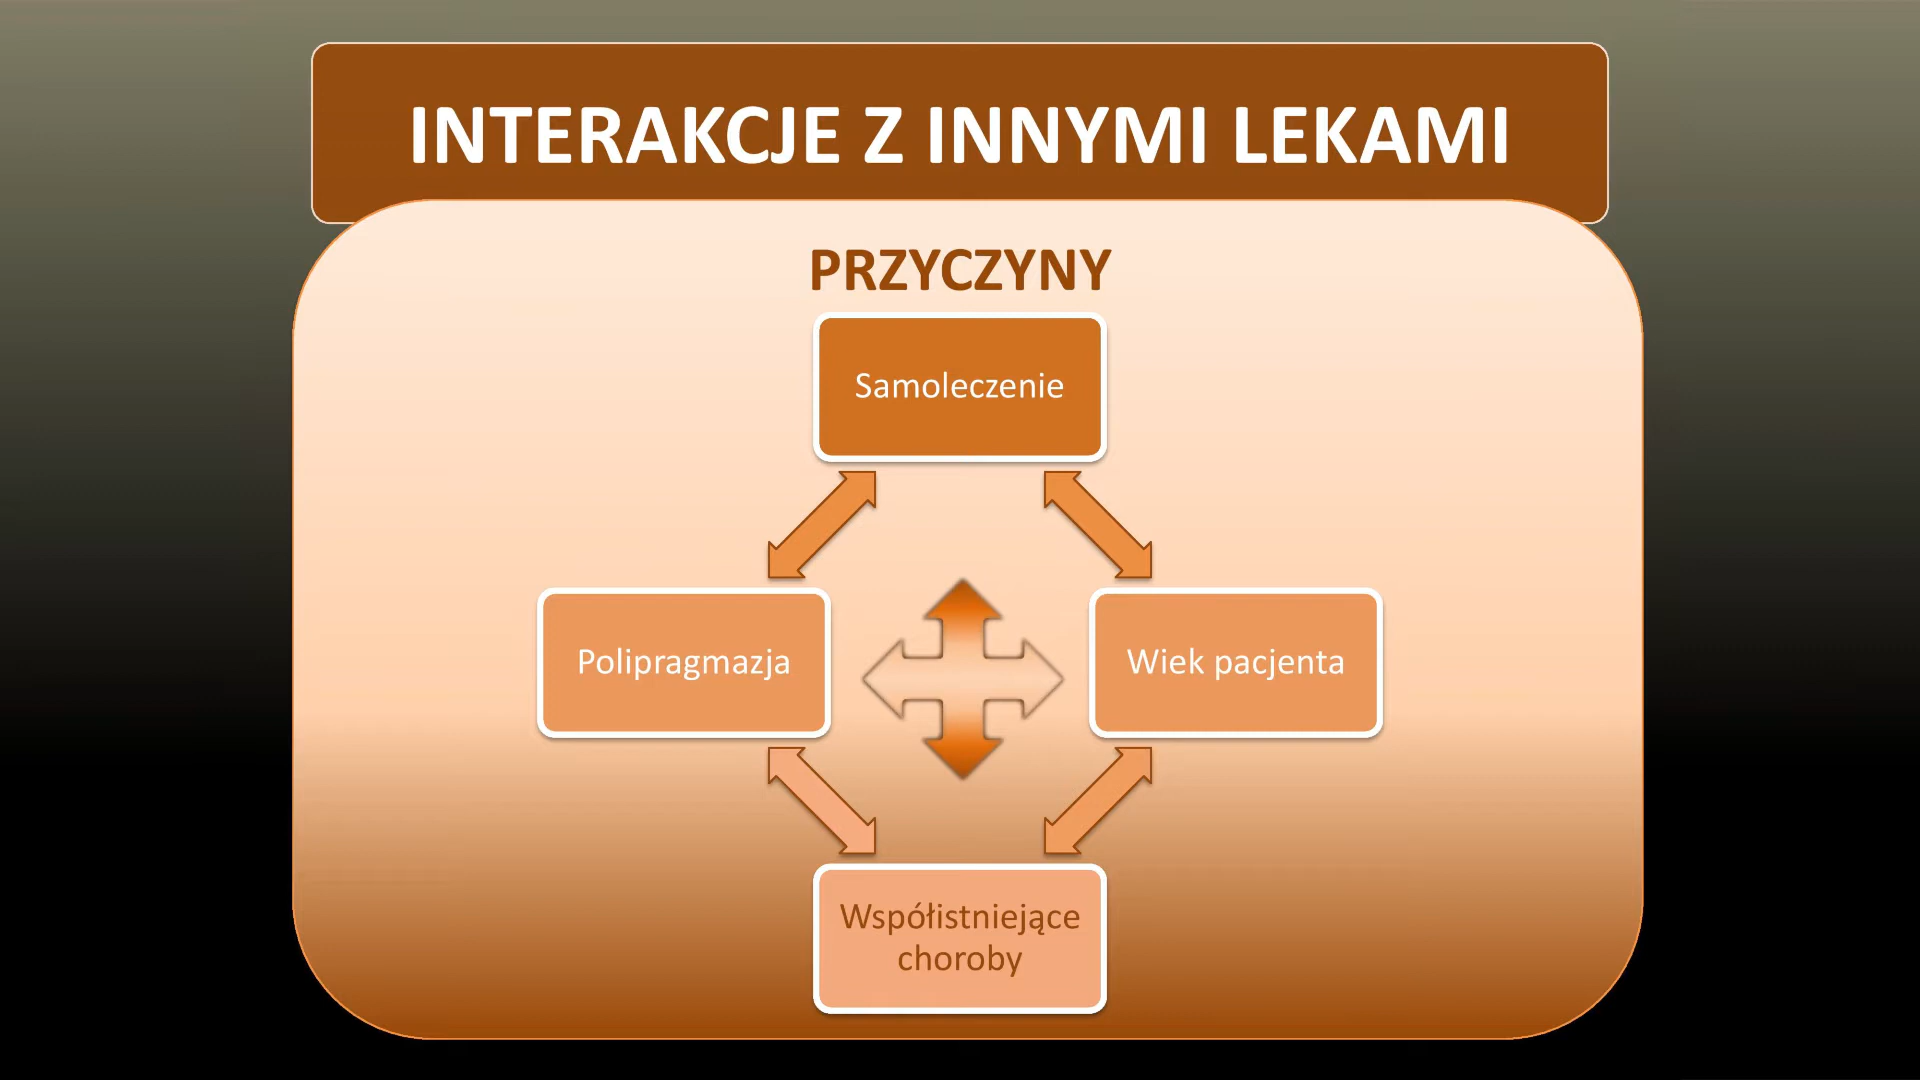 INTERAKCJE Z INNYMI LEKAMI
PRZYCZYNY
Samoleczenie
Polipragmazja
Wiek pacjenta
Współistniejące
choroby